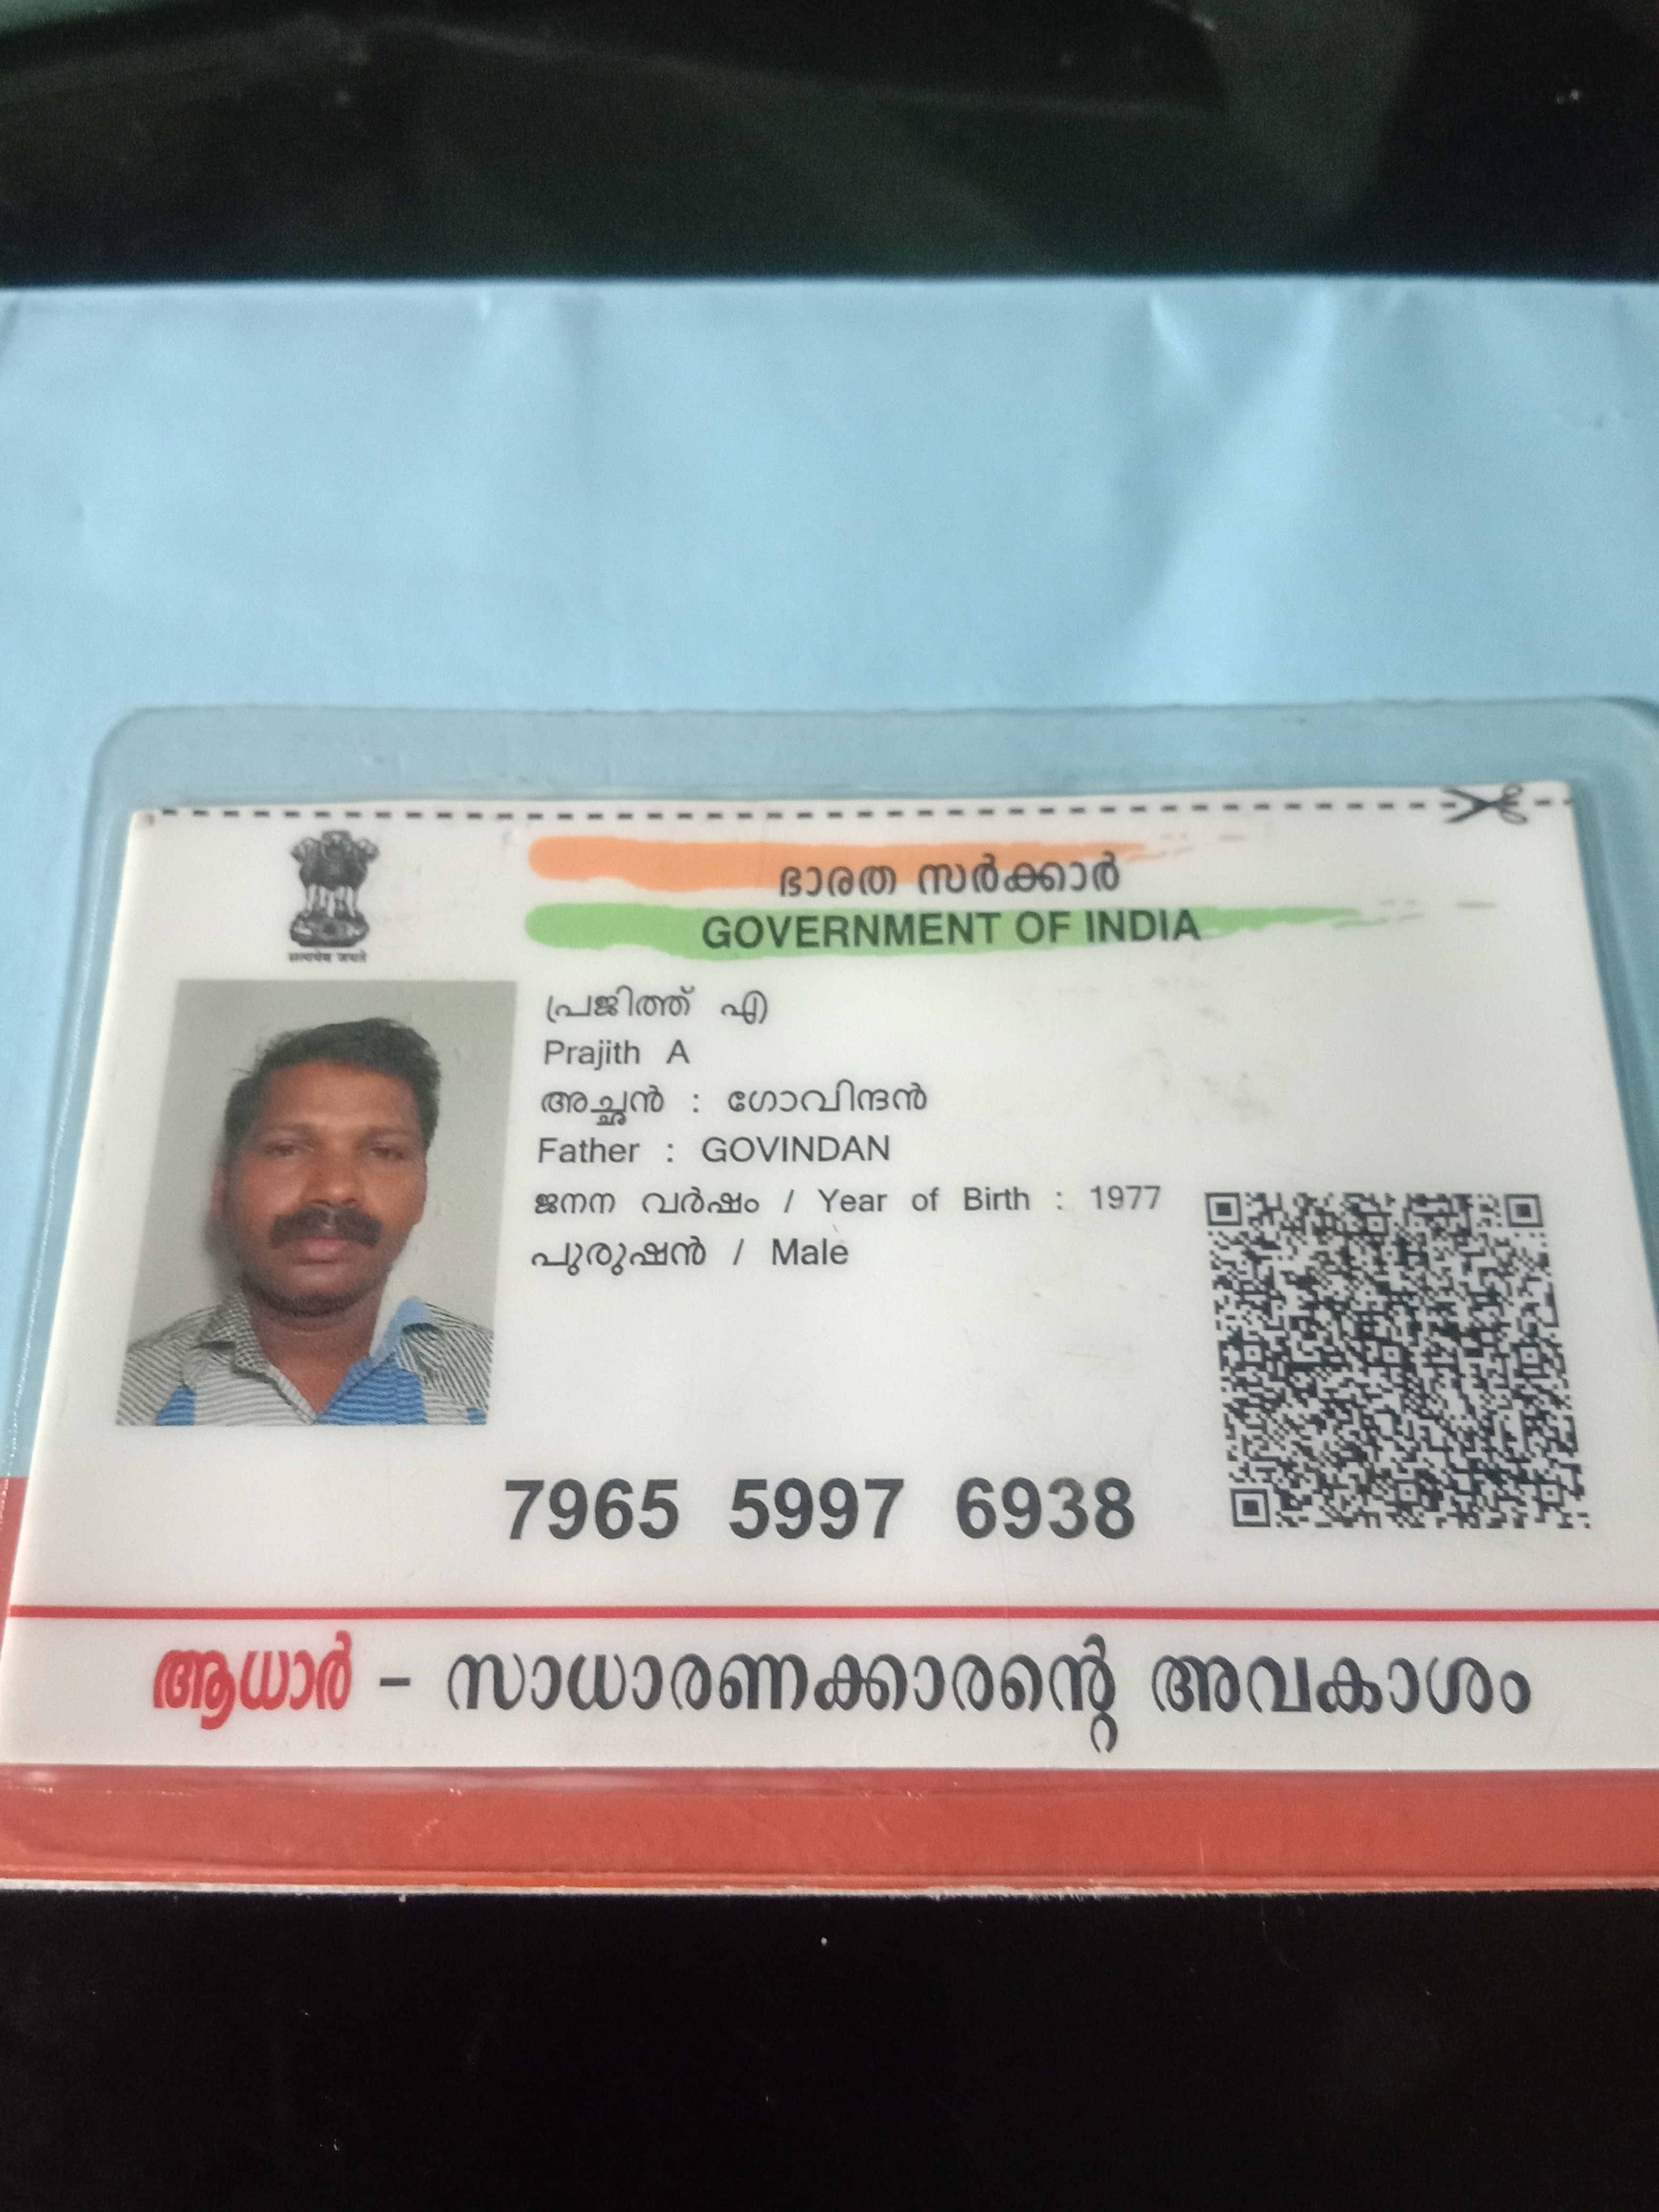 सत्यमेव जयते
ഭാരത സർക്കാർ
GOVERNMENT OF INDIA
പ്രജിത്ത് എ
Prajith A
അച്ഛൻ : ഗോവിന്ദൻ
Father : GOVINDAN
ജനന വർഷം / Year of Birth : 1977
പുരുഷൻ / Male
7965 5997 6938
ആധാർ - സാധാരണക്കാരന്റെ അവകാശം